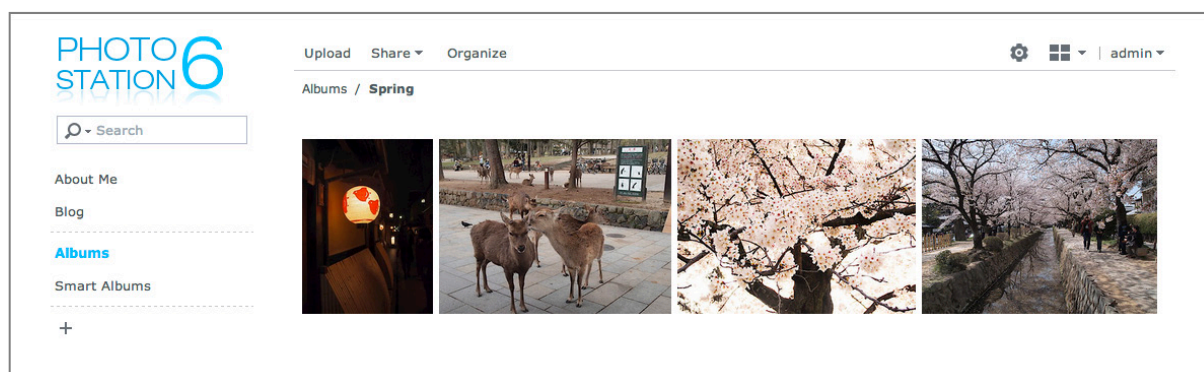 PHOTO
STATION 6
Upload Share Organize | admin
Albums / Spring
Search
About Me
Blog
Albums
Smart Albums
+